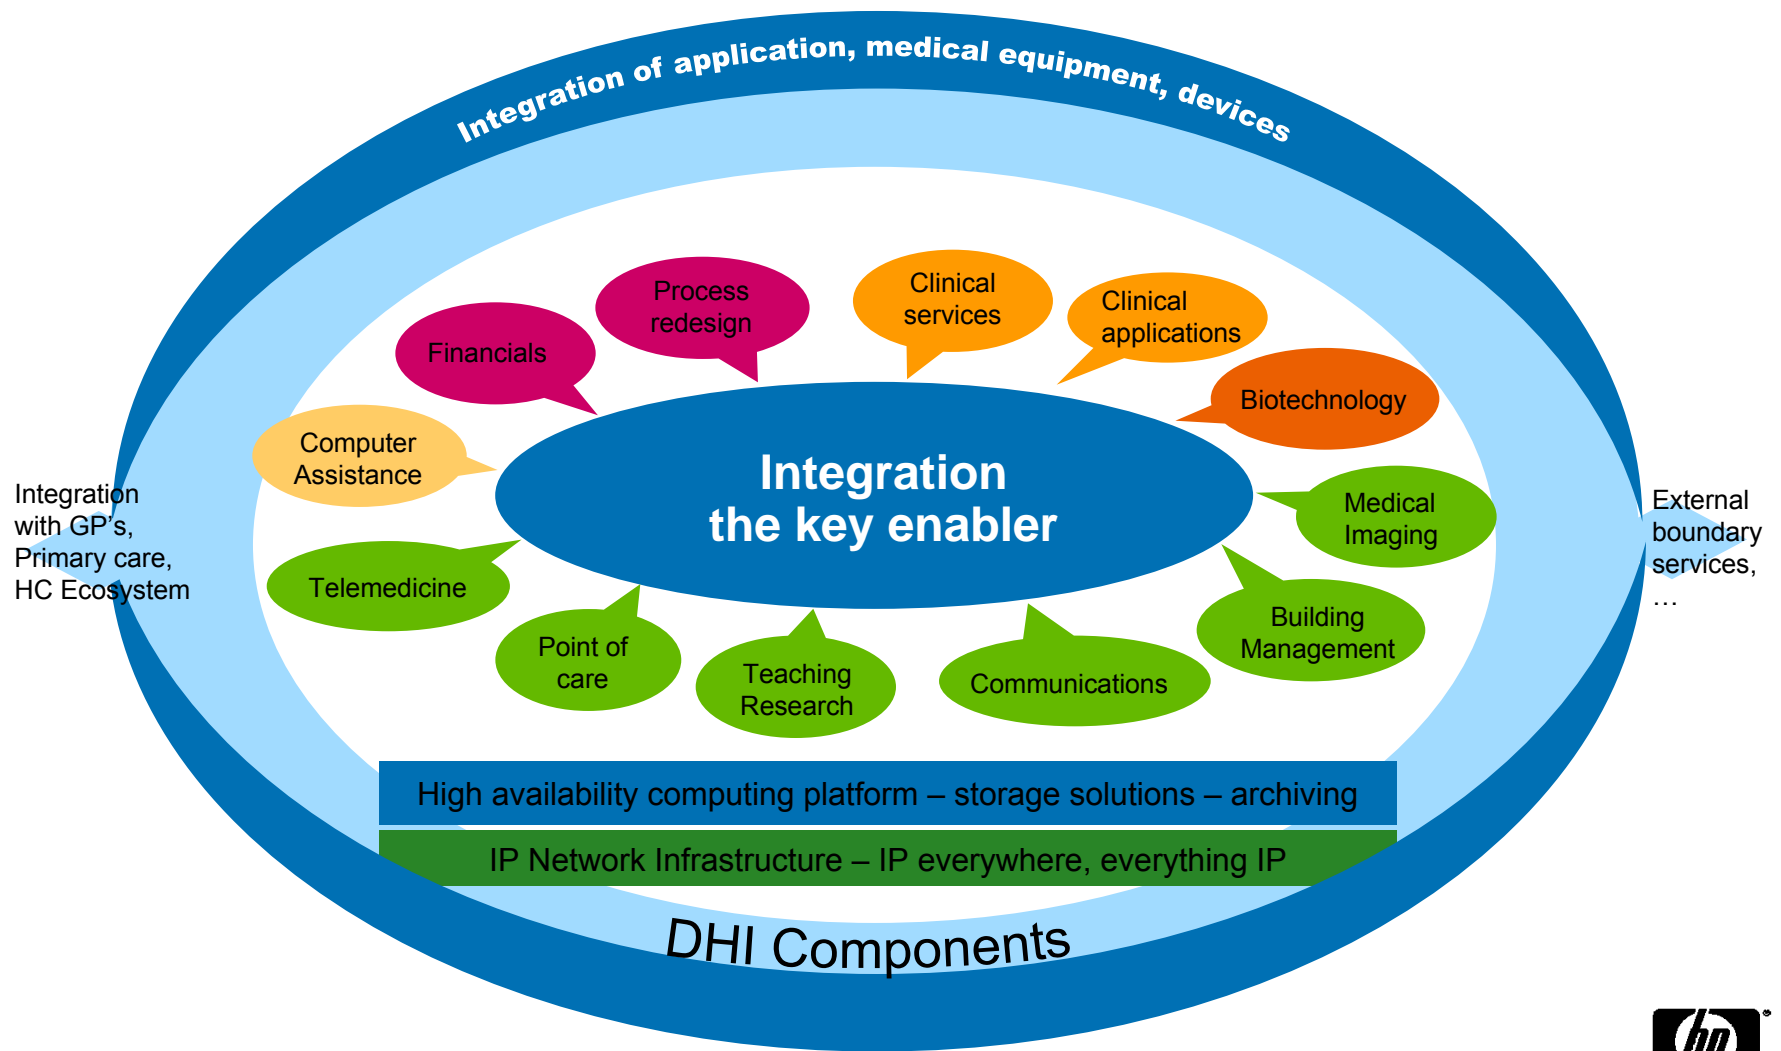 Integration of application, medical equipment, devices
Process
redesign
Clinical
services
Clinical
applications
Financials
Biotechnology
Computer
Assistance
Integration
the key enabler
Medical
Imaging
Integration
with GP's,
Primary care,
HC Ecosystem
External
boundary
services,
…
Telemedicine
Point of
care
Teaching
Research
Communications
Building
Management
High availability computing platform – storage solutions – archiving
IP Network Infrastructure – IP everywhere, everything IP
DHI Components
hp